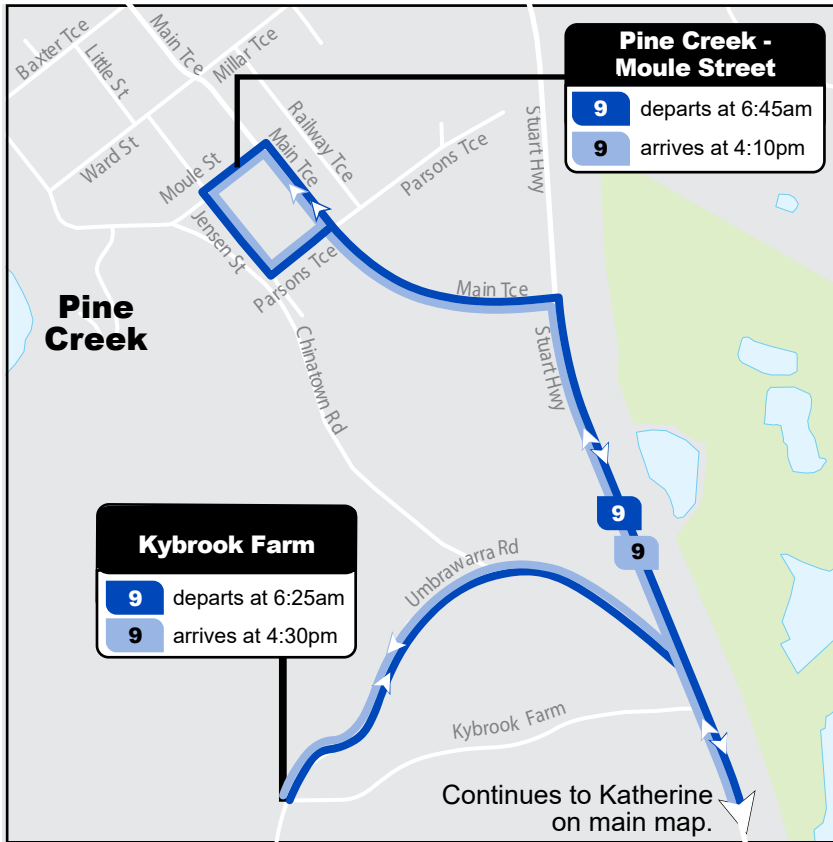 Baxter Tce
Main Tce
Little St
Millar Tce
Pine Creek -
Moule Street
9 departs at 6:45am
9 arrives at 4:10pm
Stuart Hwy
Railway Tce
Main Tce
Ward St
Parsons Tce
Moule St
Jensen St
Parsons Tce
Main Tce
Pine
Creek
Stuart Hwy
Chinatown Rd
9
9
Kybrook Farm
9 departs at 6:25am
9 arrives at 4:30pm
Umbrawarra Rd
Kybrook Farm
Continues to Katherine
on main map.